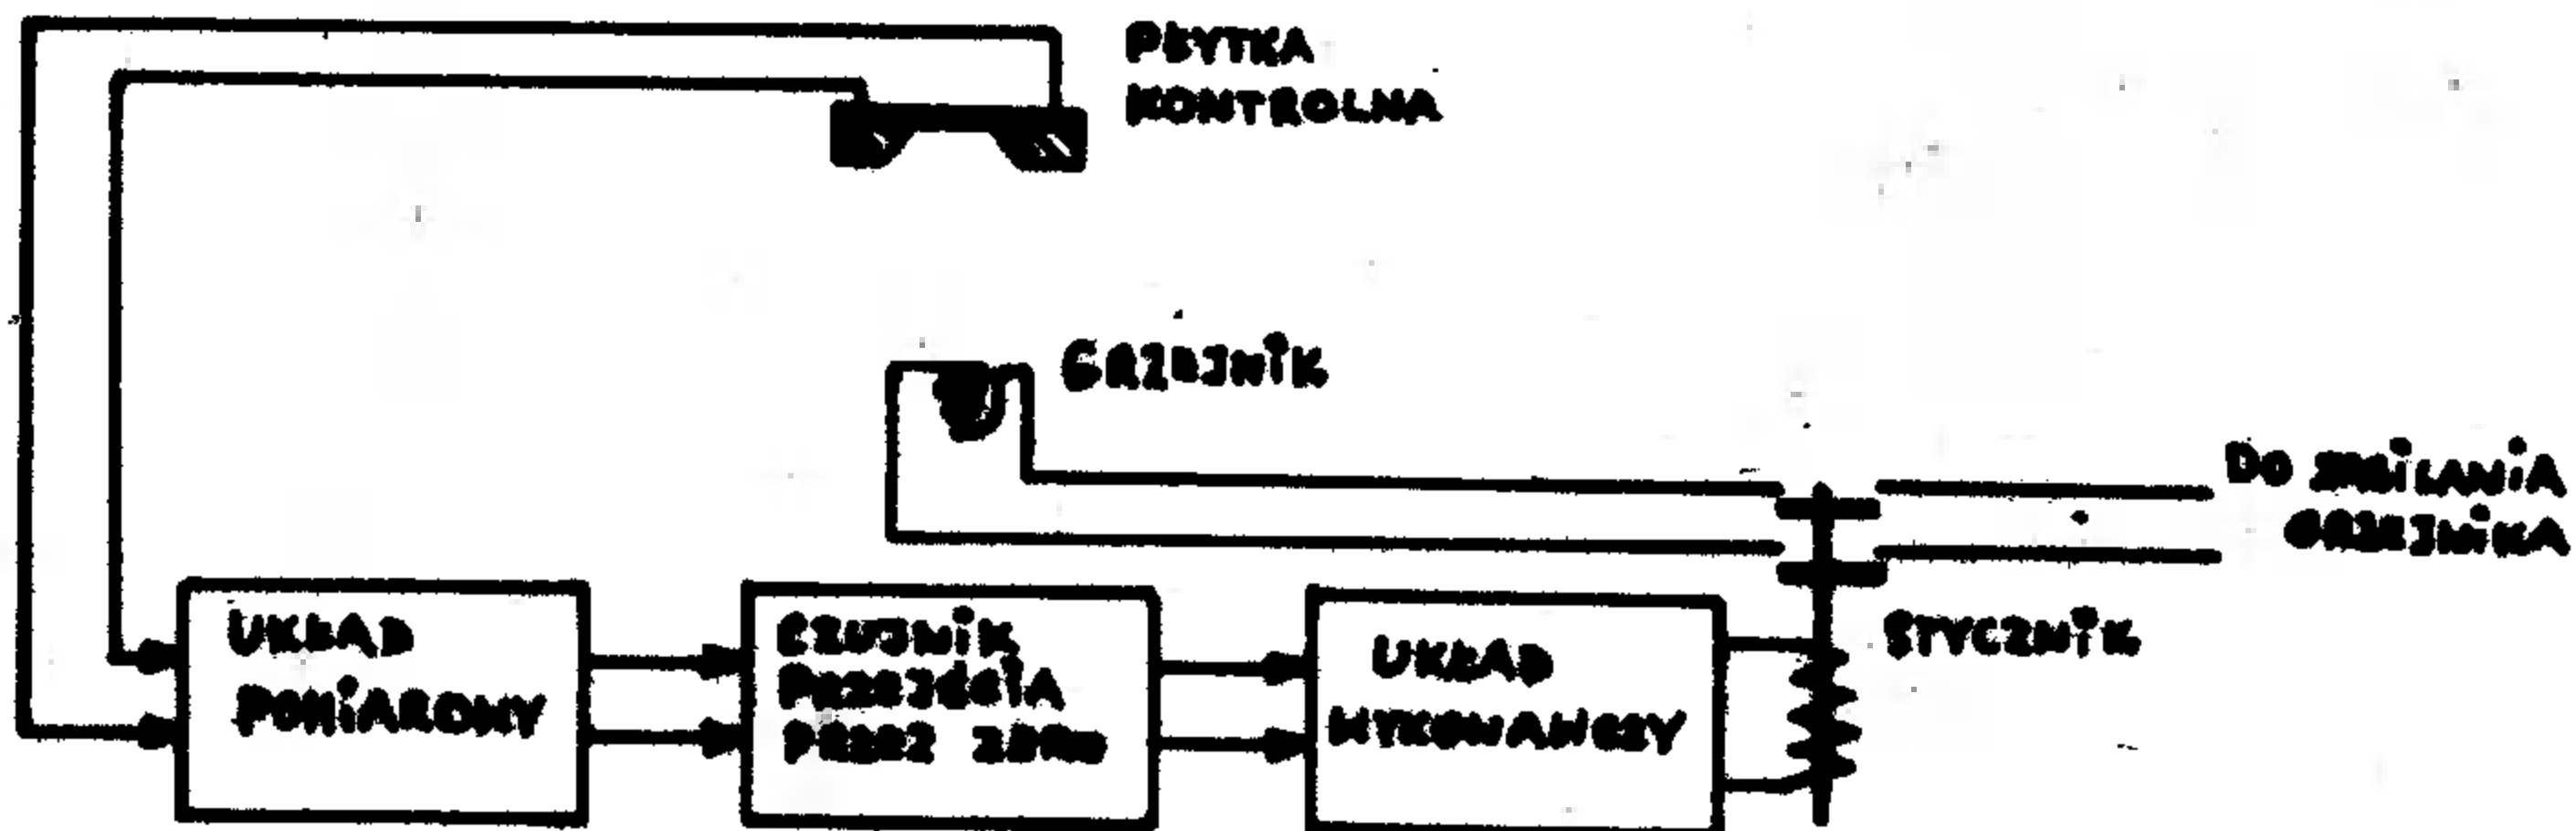 PŁYTKA
KONTROLNA
GRZEJNiK
DO ZASiLANiA
GRZEJNiKA
UKŁAD
POMiAROWY
CZUJNiK
PRZEJŚCiA
PRZEZ ZERO
UKŁAD
WYKONAWCZY
STYCZNiK